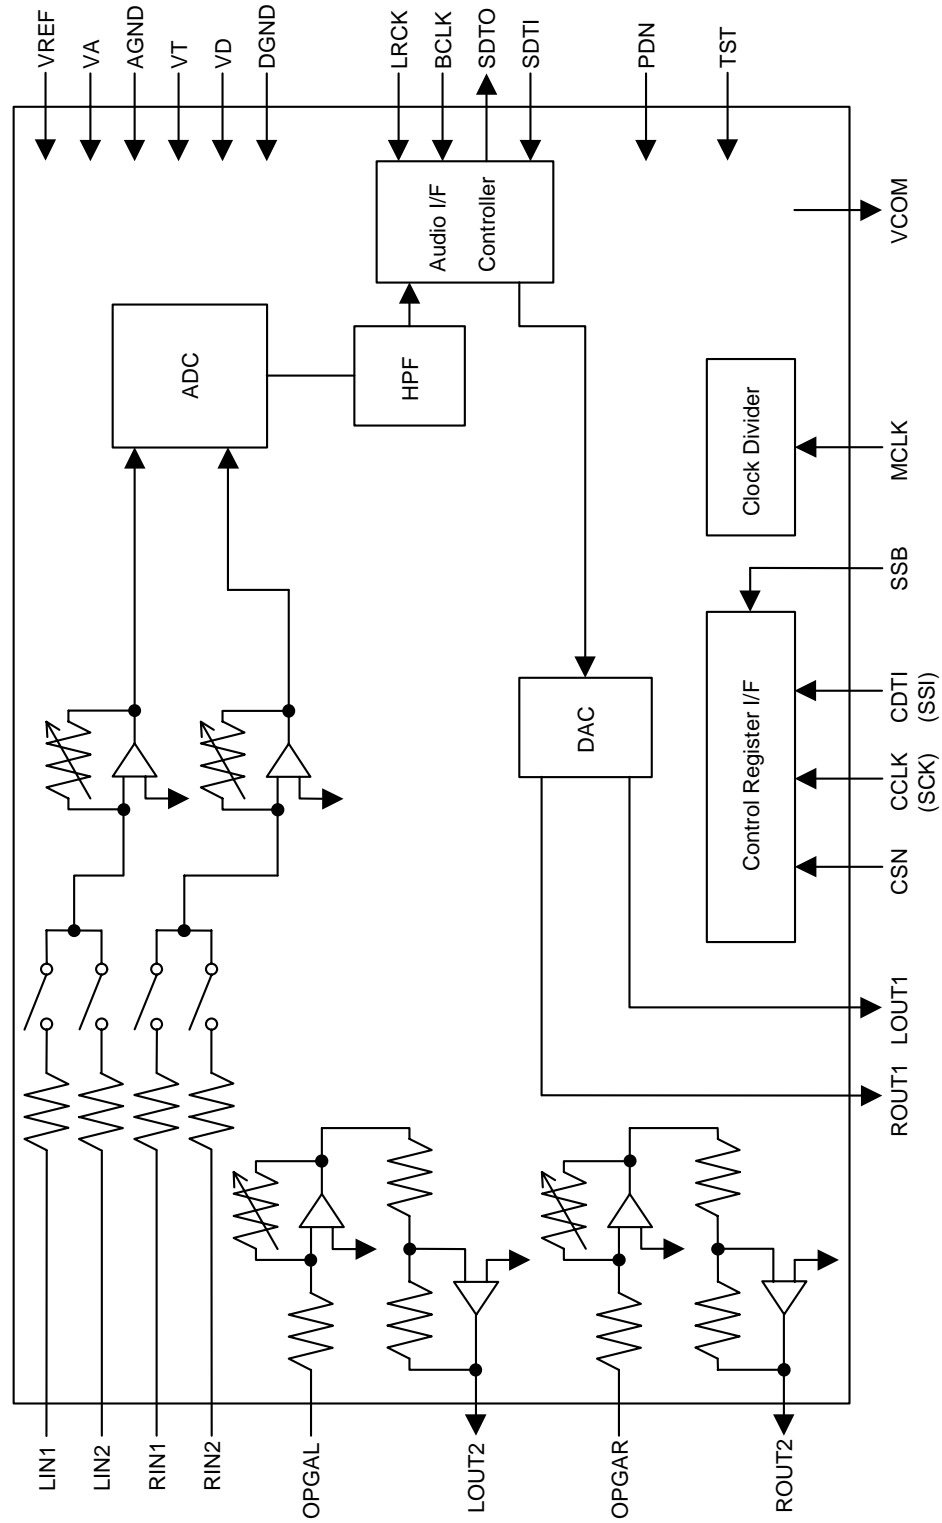 VREF
VA
AGND
VT
VD
DGND
LRCK
BCLK
SDTO
SDTI
PDN
TST
Audio I/F
Controller
VCOM
ADC
HPF
Clock Divider
MCLK
SSB
DAC
Control Register I/F
CDTI
(SSI)
CCLK
(SCK)
CSN
LOUT1
ROUT1
LIN1
LIN2
RIN1
RIN2
OPGAL
LOUT2
OPGAR
ROUT2